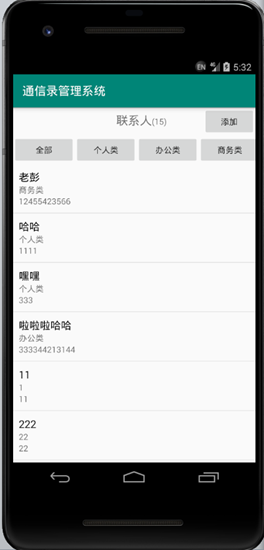 EN 4G 5:32
通信录管理系统
联系人(15) 添加
全部 个人类 办公类 商务类
老彭
商务类
12455423566
哈哈
个人类
1111
嘿嘿
个人类
333
啦啦啦哈哈
办公类
333344213144
11
1
11
222
22
22